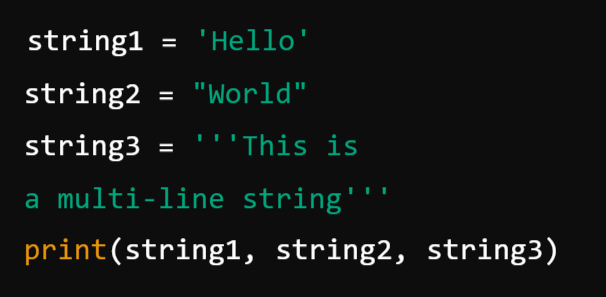 string1 = 'Hello'
string2 = "World"
string3 = '''This is
a multi-line string'''
print(string1, string2, string3)